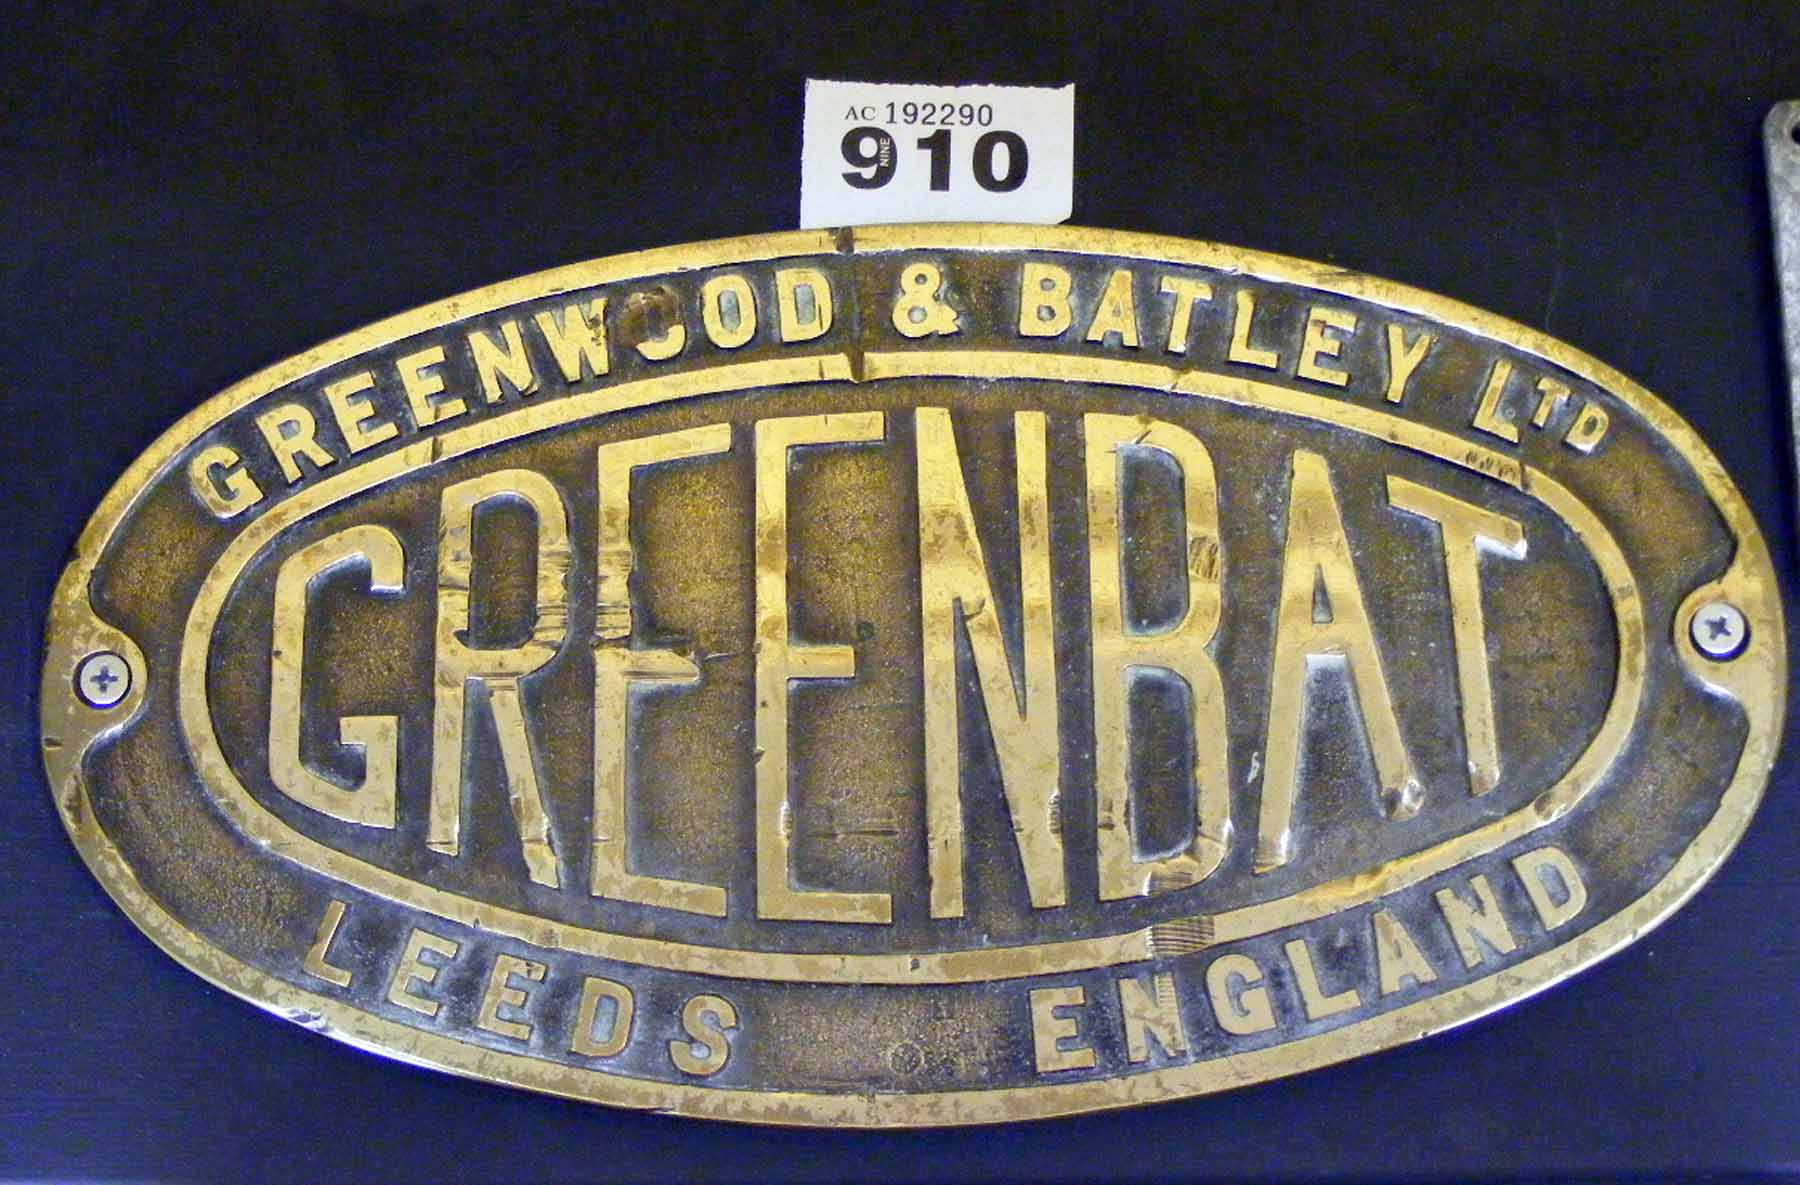 AC 192290
910
NINE
GREENWOOD & BATLEY LTD
GREENBAT
LEEDS ENGLAND